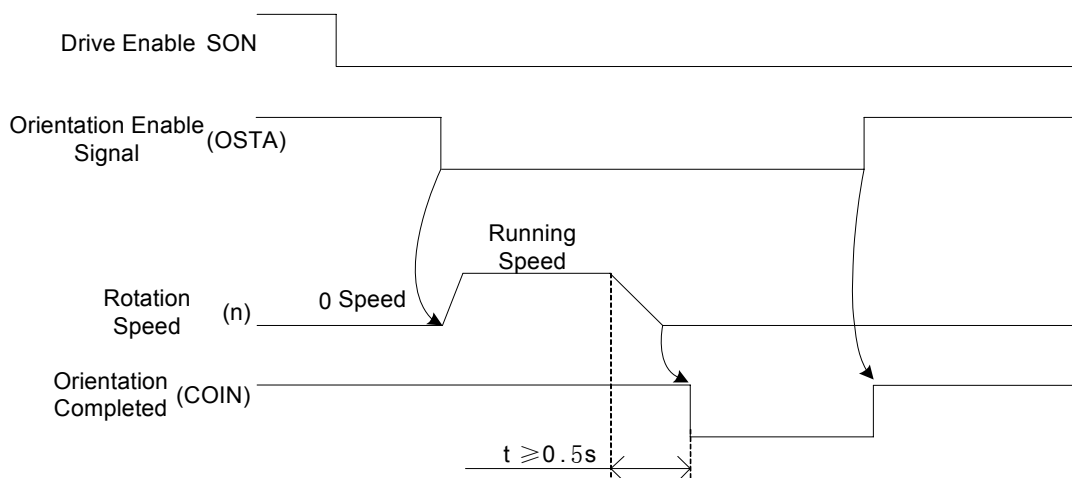 Drive Enable SON
Orientation Enable
Signal (OSTA)
Running
Speed
0 Speed
Rotation
Speed (n)
Orientation
Completed (COIN)
t ≥0.5s